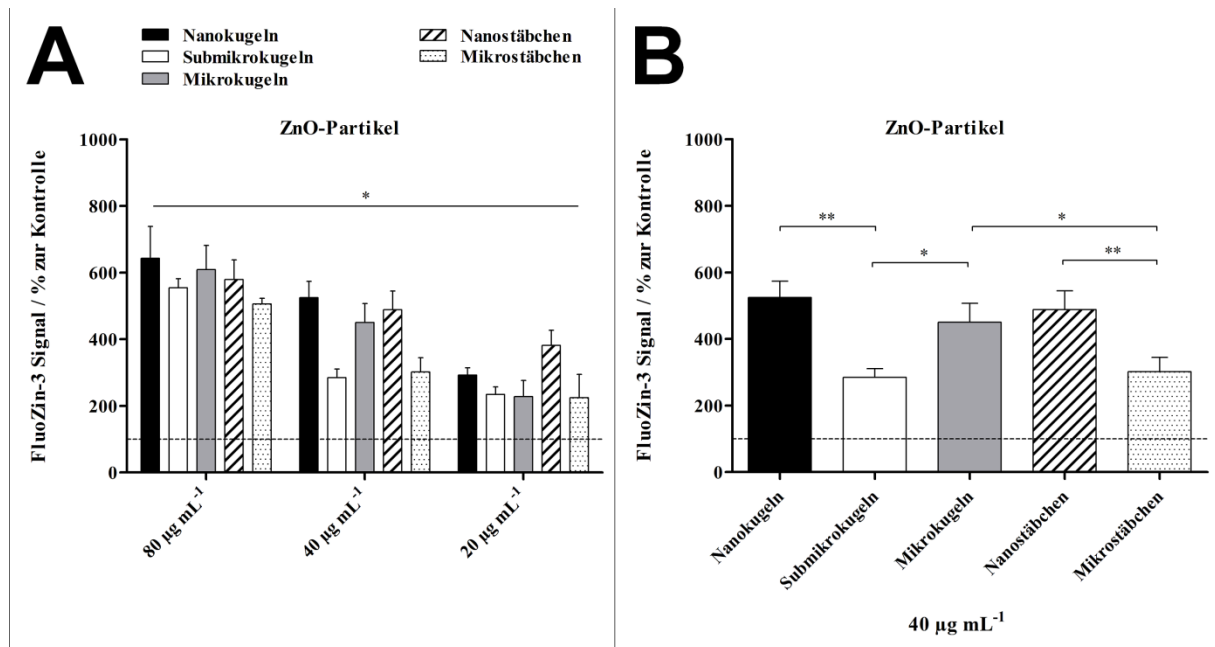 A
Nanokugeln
Submikrokugeln
Mikrokugeln
Nanostäbchen
Mikrostäbchen
ZnO-Partikel
FluoZin-3 Signal / % zur Kontrolle
1000
800
600
400
200
0
*
80 µg mL⁻¹
40 µg mL⁻¹
20 µg mL⁻¹
B
ZnO-Partikel
FluoZin-3 Signal / % zur Kontrolle
1000
800
600
400
200
0
**
*
*
**
Nanokugeln
Submikrokugeln
Mikrokugeln
Nanostäbchen
Mikrostäbchen
40 µg mL⁻¹